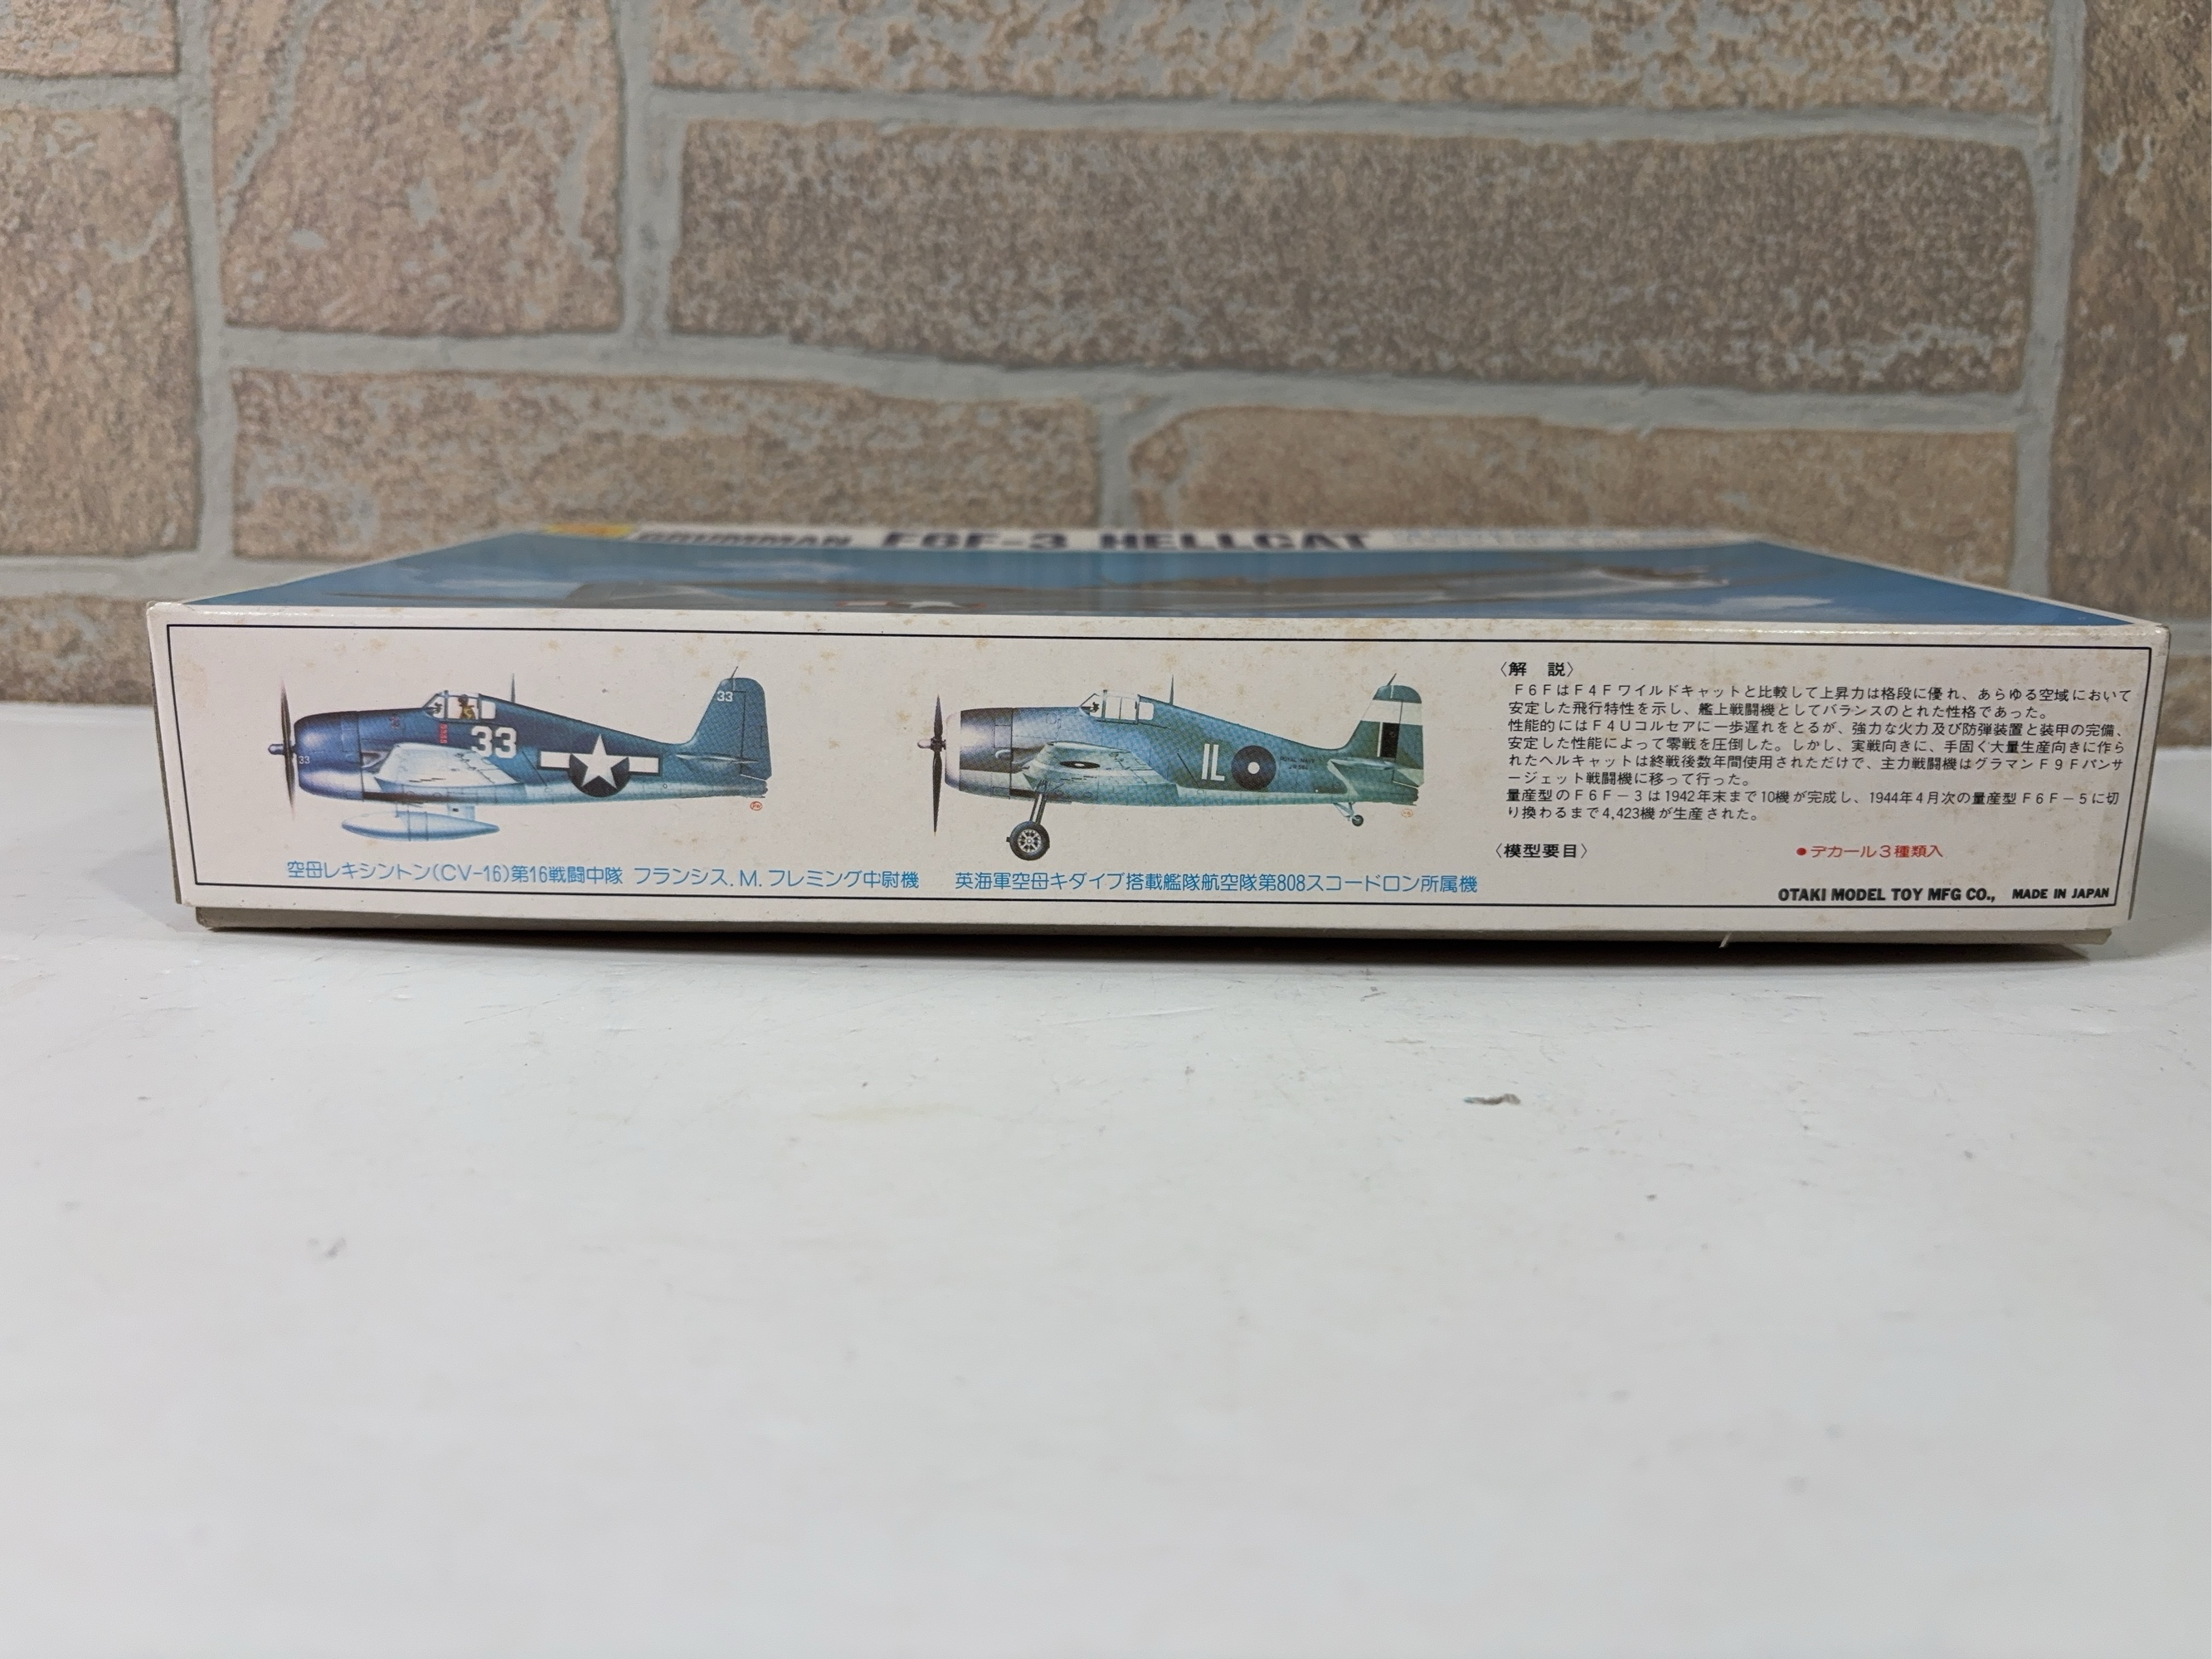 GRUMMAN F6F-3 HELLCAT
33
33
33
1L
空母レキシントン(CV-16)第16戦闘中隊 フランシス.M.フレミング中尉機
英海軍空母キダイブ搭載艦隊航空隊第808スコードロン所属機
〈解 説〉
F6FはF4Fワイルドキャットと比較して上昇力は格段に優れ、あらゆる空域において
安定した飛行特性を示し、艦上戦闘機としてバランスのとれた性格であった。
性能的にはF4Uコルセアに一歩遅れをとるが、強力な火力及び防弾装置と装甲の完備、
安定した性能によって零戦を圧倒した。しかし、実戦向きに、手固く大量生産向きに作ら
れたヘルキャットは終戦後数年間使用されただけで、主力戦闘機はグラマンF9Fパンサ
ージェット戦闘機に移って行った。
量産型のF6F-3は1942年末まで10機が完成し、1944年4月次の量産型F6F-5に切
り換わるまで4,423機が生産された。
〈模型要目〉 ●デカール3種類入
OTAKI MODEL TOY MFG CO., MADE IN JAPAN